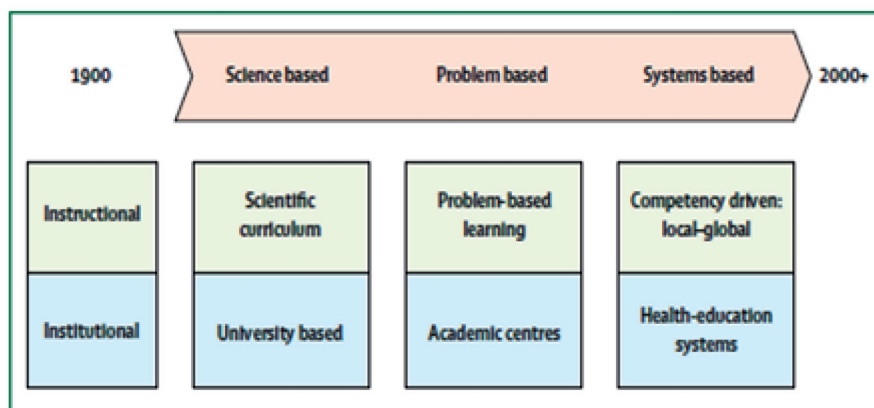 1900
Science based
Problem based
Systems based
2000+
Instructional
Scientific
curriculum
Problem-based
learning
Competency driven:
local–global
Institutional
University based
Academic centres
Health-education
systems